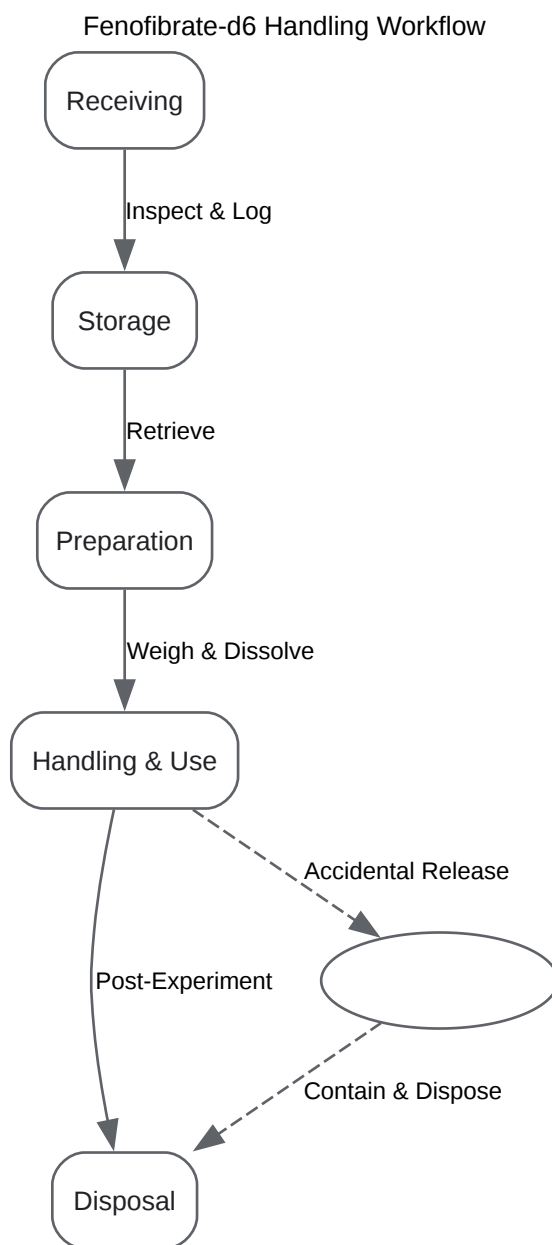 Fenofibrate-d6 Handling Workflow
Receiving
Inspect & Log
Storage
Retrieve
Preparation
Weigh & Dissolve
Handling & Use
Accidental Release
Post-Experiment
Contain & Dispose
Disposal